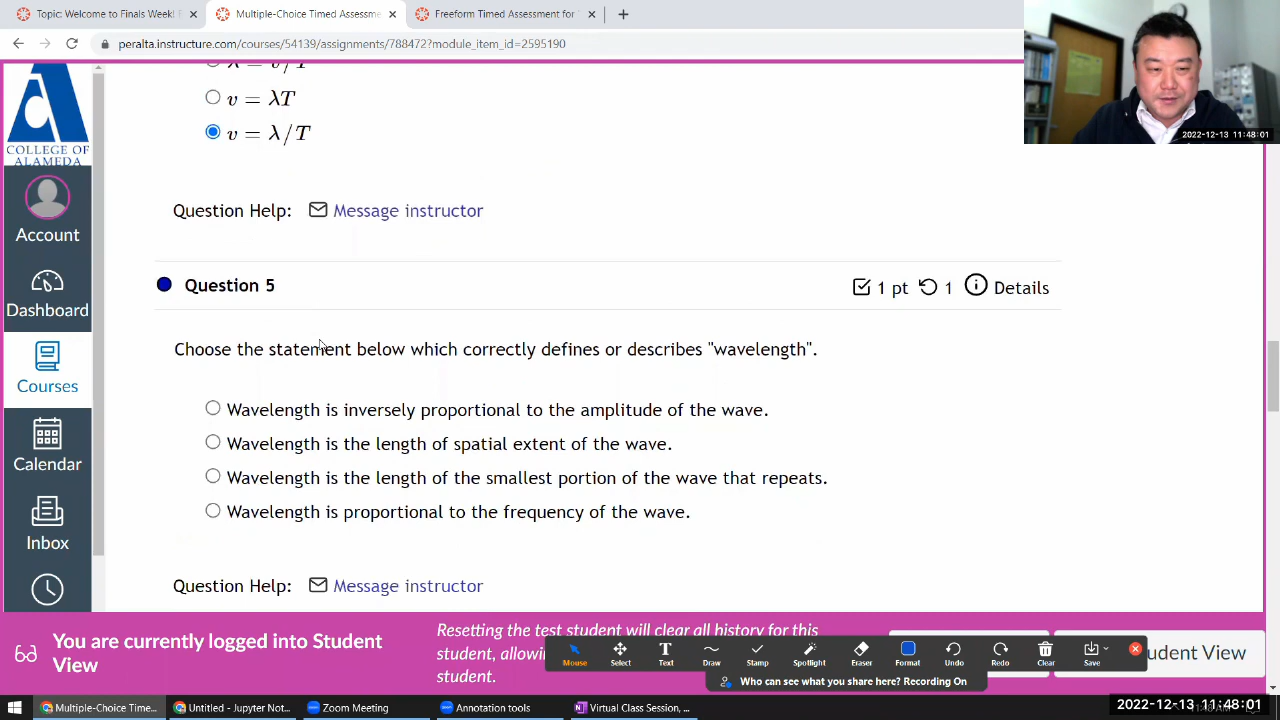 Topic: Welcome to Finals Week!
Multiple-Choice Timed Assessme
Freeform Timed Assessment for
peralta.instructure.com/courses/54139/assignments/788472?module_item_id=2595190
2022-12-13 11:48:01
COLLEGE OF
ALAMEDA
Account
Dashboard
Courses
Calendar
Inbox
v = λT
v = λ/T
Question Help: Message instructor
Question 5
1 pt 1 Details
Choose the statement below which correctly defines or describes "wavelength".
Wavelength is inversely proportional to the amplitude of the wave.
Wavelength is the length of spatial extent of the wave.
Wavelength is the length of the smallest portion of the wave that repeats.
Wavelength is proportional to the frequency of the wave.
Question Help: Message instructor
You are currently logged into Student
View
Resetting the test student will clear all history for this
student, allowi
student.
udent View
Mouse
Select
Text
Draw
Stamp
Spotlight
Eraser
Format
Undo
Redo
Clear
Save
Who can see what you share here? Recording On
Multiple-Choice Time...
Untitled - Jupyter Not...
Zoom Meeting
Annotation tools
Virtual Class Session, ...
2022-12-13 11:48:01